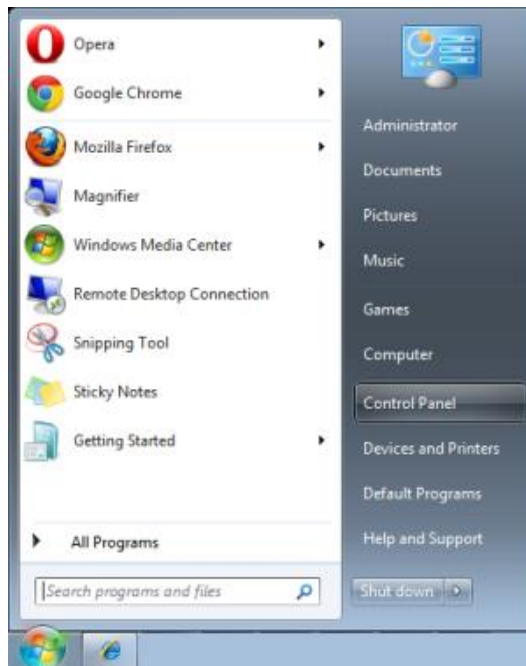 Opera
Google Chrome
Mozilla Firefox
Magnifier
Windows Media Center
Remote Desktop Connection
Snipping Tool
Sticky Notes
Getting Started
All Programs
Search programs and files
Administrator
Documents
Pictures
Music
Games
Computer
Control Panel
Devices and Printers
Default Programs
Help and Support
Shut down